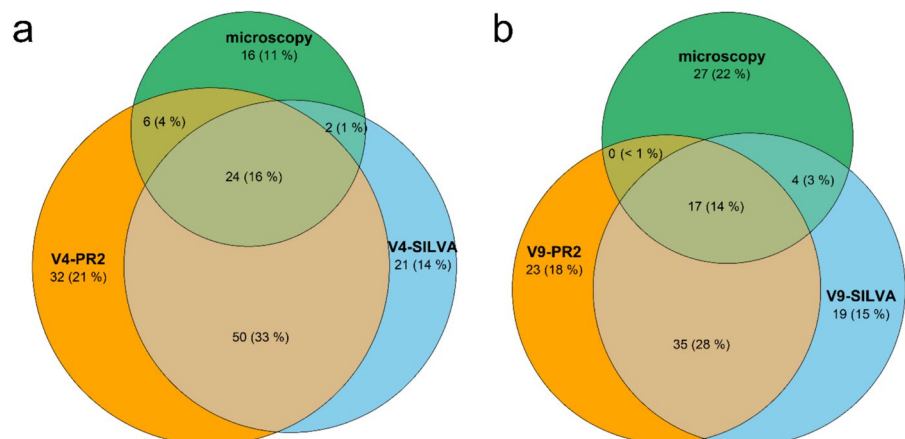 a
microscopy
16 (11 %)
6 (4 %)
2 (1 %)
24 (16 %)
V4-PR2
32 (21 %)
V4-SILVA
21 (14 %)
50 (33 %)
b
microscopy
27 (22 %)
0 (< 1 %)
4 (3 %)
17 (14 %)
V9-PR2
23 (18 %)
V9-SILVA
19 (15 %)
35 (28 %)